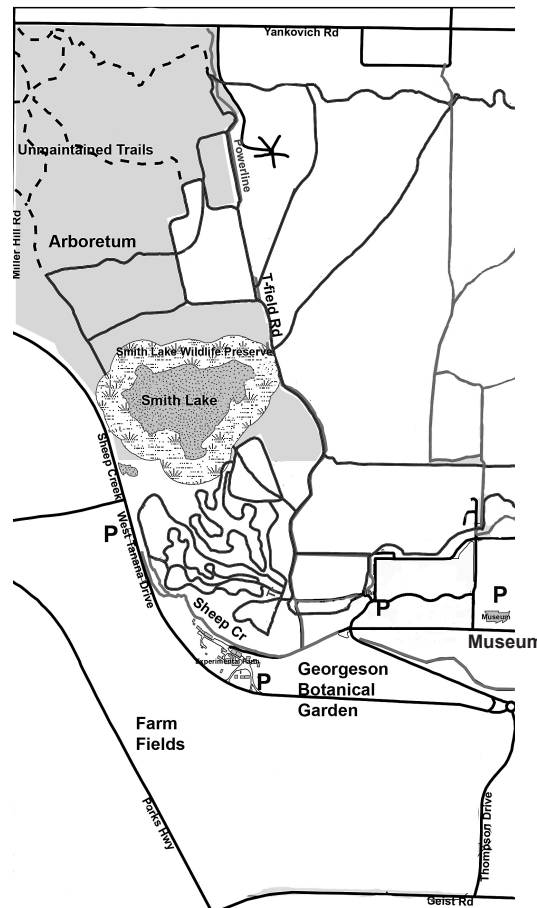 Yankovich Rd
Unmaintained Trails
Powerline
Miller Hill Rd
Arboretum
T-field Rd
Smith Lake Wildlife Preserve
Smith Lake
Sheep Creek
West Tanana Drive
P
P
Museum
Sheep Cr
P
Museum
Experimental Farm
P
Georgeson
Botanical
Garden
Farm
Fields
Parks Hwy
Thompson Drive
Geist Rd